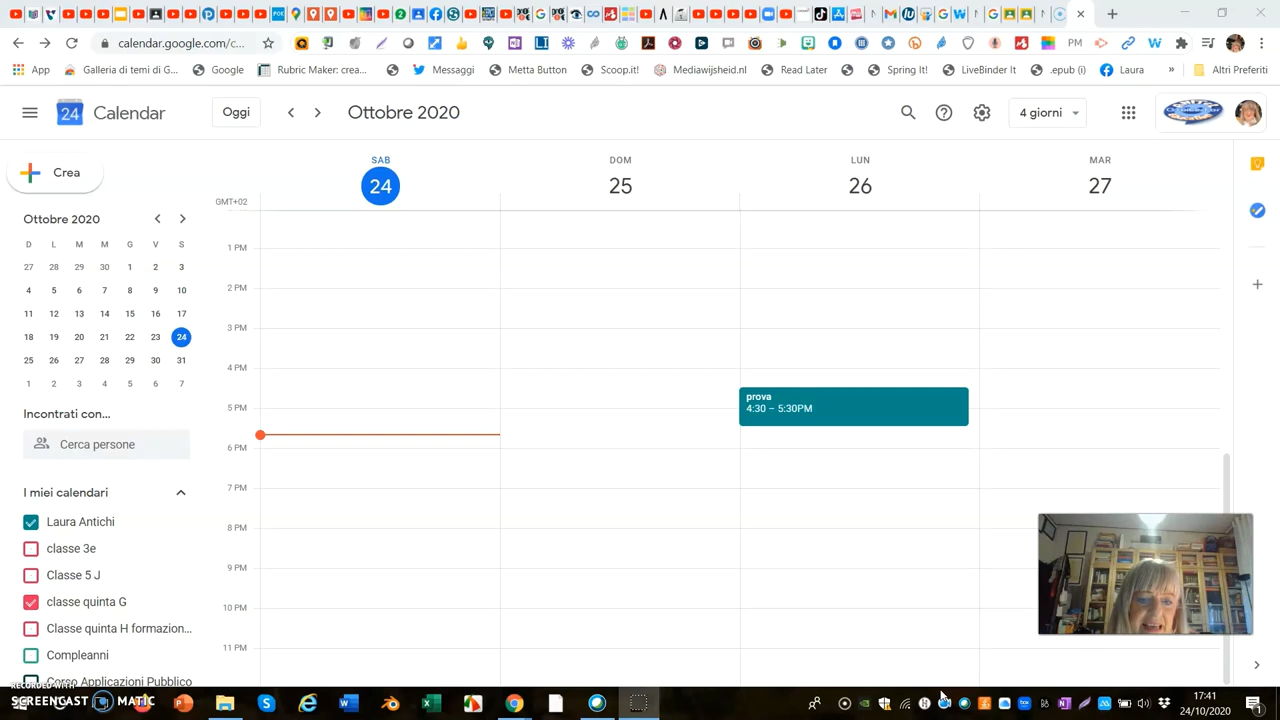 calendar.google.com/c...
PM
App
Galleria di temi di G...
Google
Rubric Maker: crea...
Messaggi
Metta Button
Scoop.it!
Mediawijsheid.nl
Read Later
Spring It!
LiveBinder It
.epub (i)
Laura
»
Altri Preferiti
24
Calendar
Oggi
Ottobre 2020
4 giorni
Crea
SAB
DOM
LUN
MAR
24
25
26
27
GMT+02
Ottobre 2020
D L M M G V S
27 28 29 30 1 2 3
4 5 6 7 8 9 10
11 12 13 14 15 16 17
18 19 20 21 22 23 24
25 26 27 28 29 30 31
1 2 3 4 5 6 7
1 PM
2 PM
3 PM
4 PM
5 PM
6 PM
7 PM
8 PM
9 PM
10 PM
11 PM
prova
4:30 – 5:30PM
Incontrati con...
Cerca persone
I miei calendari
Laura Antichi
classe 3e
Classe 5 J
classe quinta G
Classe quinta H formazion...
Compleanni
Corso Applicazioni Pubblico
RECORDED WITH
SCREENCAST MATIC
17:41
24/10/2020